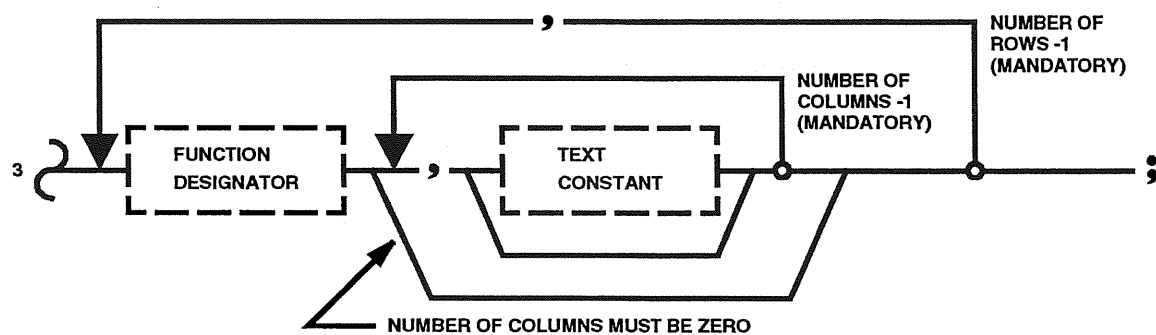 ,
NUMBER OF
ROWS -1
(MANDATORY)
NUMBER OF
COLUMNS -1
(MANDATORY)
3
FUNCTION
DESIGNATOR
,
TEXT
CONSTANT
;
NUMBER OF COLUMNS MUST BE ZERO